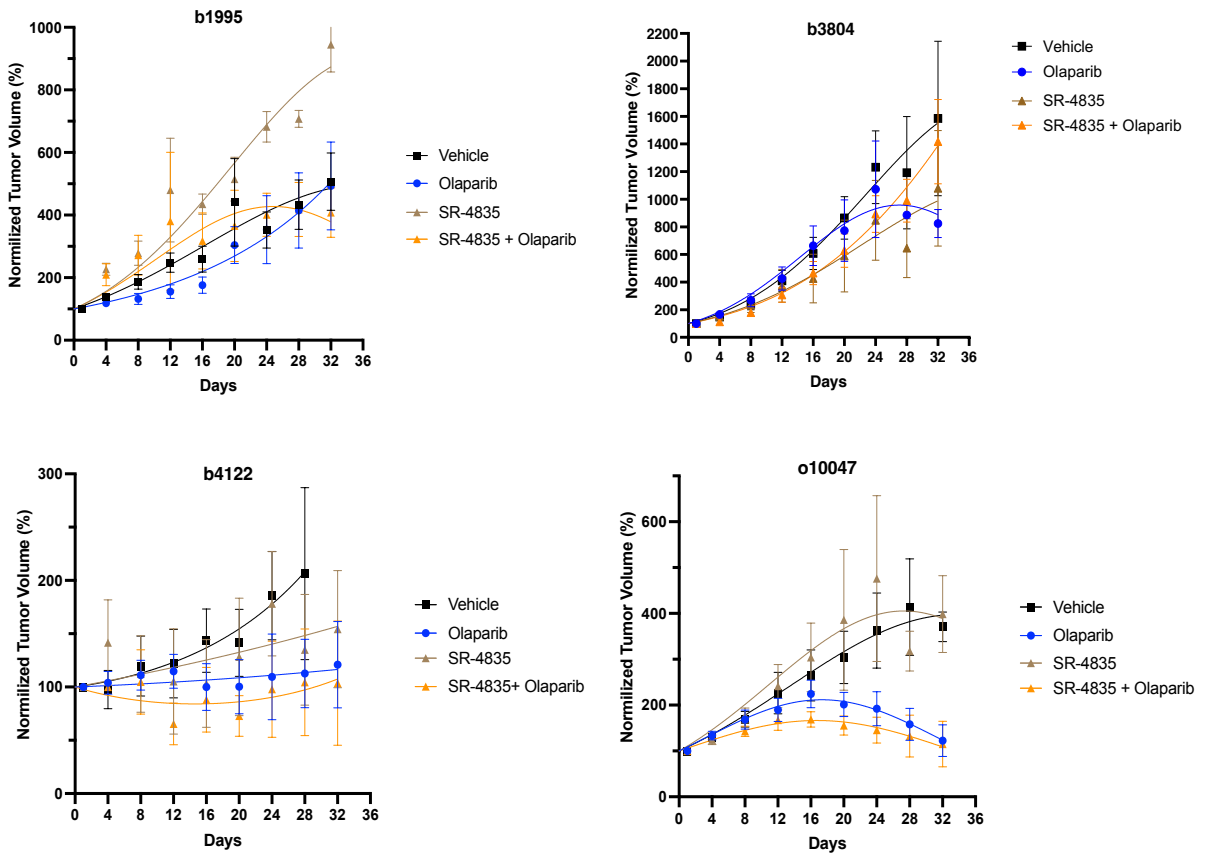 b1995
Normilized Tumor Volume (%)
1000
800
600
400
200
0
0 4 8 12 16 20 24 28 32 36
Days
Vehicle
Olaparib
SR-4835
SR-4835 + Olaparib
b3804
Normilized Tumor Volume (%)
2200
2000
1800
1600
1400
1200
1000
800
600
400
200
0
0 4 8 12 16 20 24 28 32 36
Days
Vehicle
Olaparib
SR-4835
SR-4835 + Olaparib
b4122
Normilized Tumor Volume (%)
300
200
100
0
0 4 8 12 16 20 24 28 32 36
Days
Vehicle
Olaparib
SR-4835
SR-4835+ Olaparib
o10047
Normilized Tumor Volume (%)
600
400
200
0
0 4 8 12 16 20 24 28 32 36
Days
Vehicle
Olaparib
SR-4835
SR-4835 + Olaparib